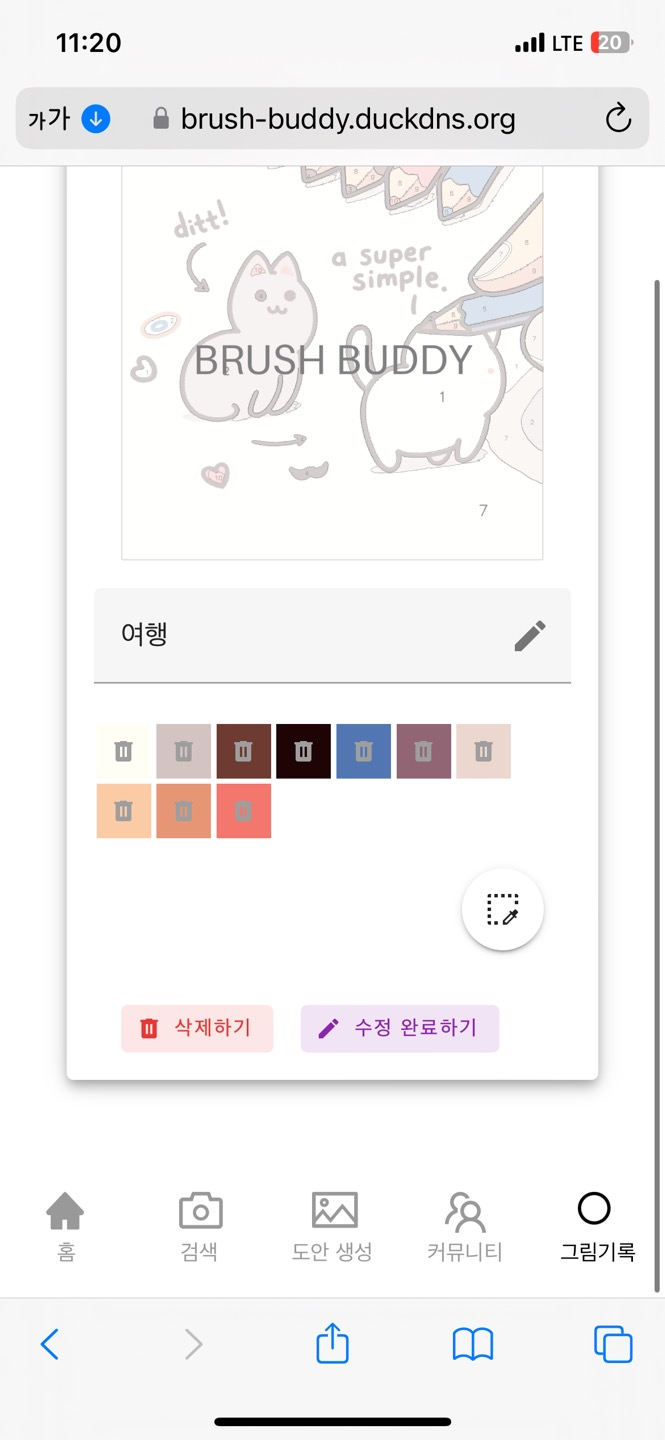 11:20
LTE 20
가가 brush-buddy.duckdns.org
ditt!
a super
simple.
BRUSH BUDDY
1
7
여행
삭제하기
수정 완료하기
홈
검색
도안 생성
커뮤니티
그림기록